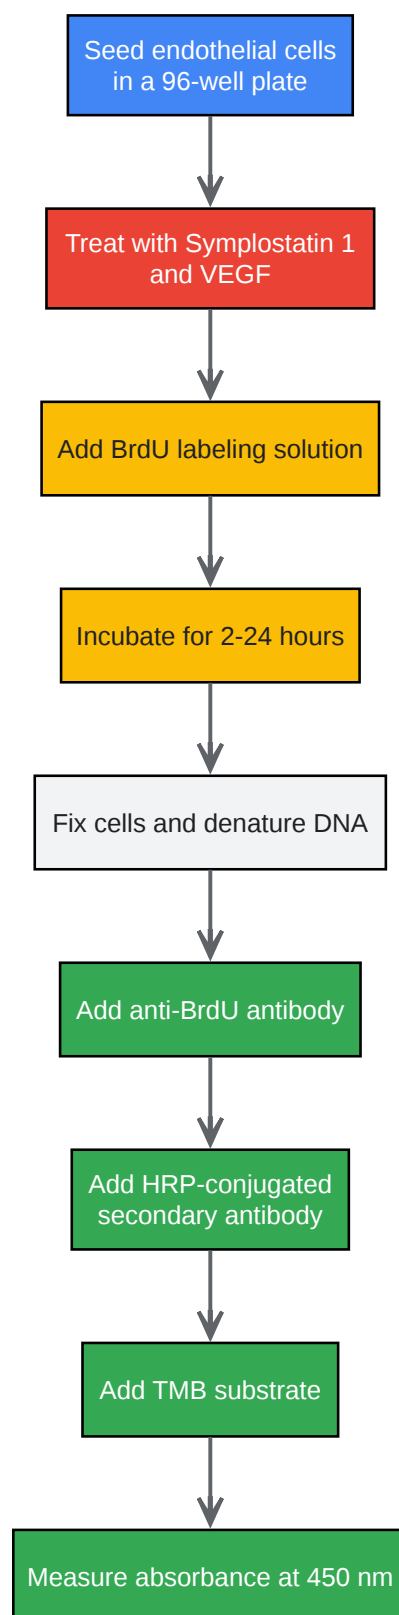 Seed endothelial cells
in a 96-well plate
Treat with Symplostatin 1
and VEGF
Add BrdU labeling solution
Incubate for 2-24 hours
Fix cells and denature DNA
Add anti-BrdU antibody
Add HRP-conjugated
secondary antibody
Add TMB substrate
Measure absorbance at 450 nm